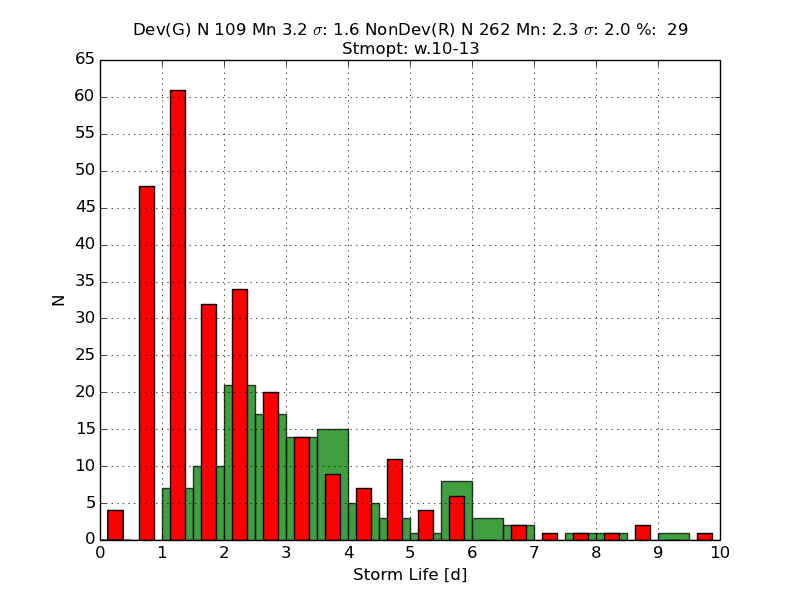 Dev(G) N 109 Mn 3.2 σ: 1.6 NonDev(R) N 262 Mn: 2.3 σ: 2.0 %: 29
Stmopt: w.10-13
65
60
55
50
45
40
35
30
25
20
15
10
5
0
N
0 1 2 3 4 5 6 7 8 9 10
Storm Life [d]